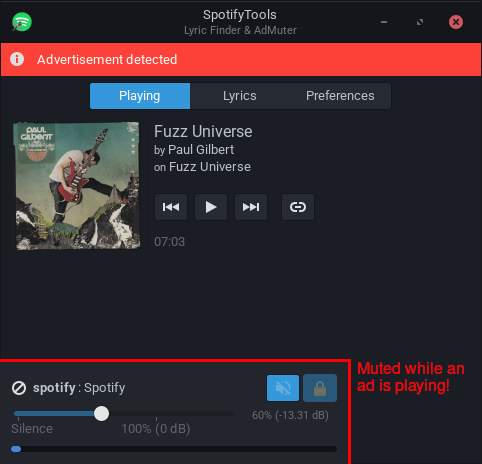 SpotifyTools
Lyric Finder & AdMuter
Advertisement detected
Playing Lyrics Preferences
PAUL
GILBERT
Fuzz Universe
by Paul Gilbert
on Fuzz Universe
07:03
Muted while an
ad is playing!
spotify : Spotify
60% (-13.31 dB)
Silence 100% (0 dB)